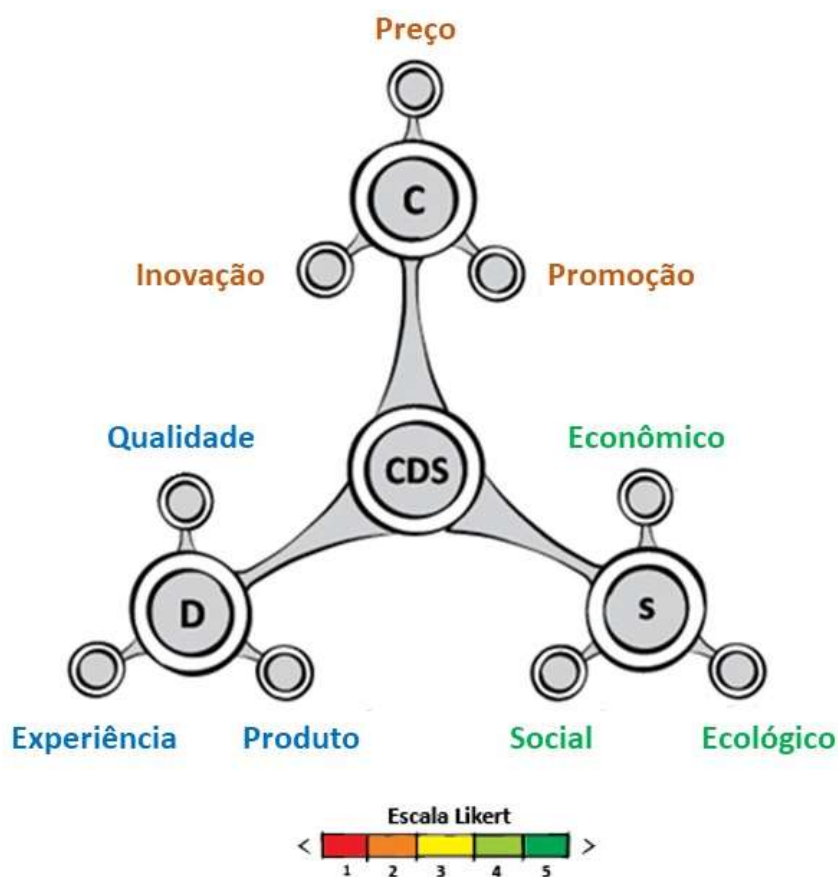 Preço
C
Inovação
Promoção
Qualidade
Econômico
CDS
D
S
Experiência
Produto
Social
Ecológico
Escala Likert
< >
1 2 3 4 5